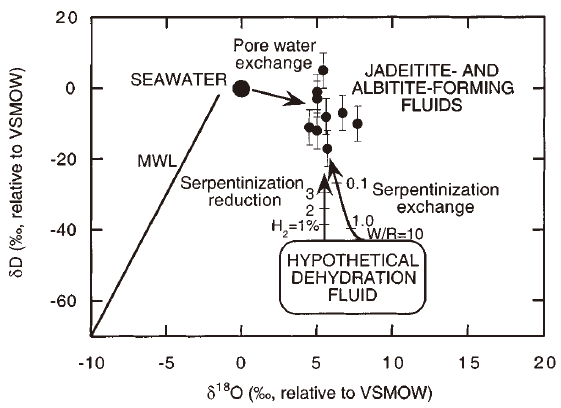 20
0
-20
-40
-60
δD (‰, relative to VSMOW)
Pore water
exchange
SEAWATER
JADEITITE- AND
ALBITITE-FORMING
FLUIDS
MWL
Serpentinization
reduction
3
2
H₂=1%
0.1
1.0
W/R=10
Serpentinization
exchange
HYPOTHETICAL
DEHYDRATION
FLUID
-10
-5
0
5
10
15
20
δ¹⁸O (‰, relative to VSMOW)